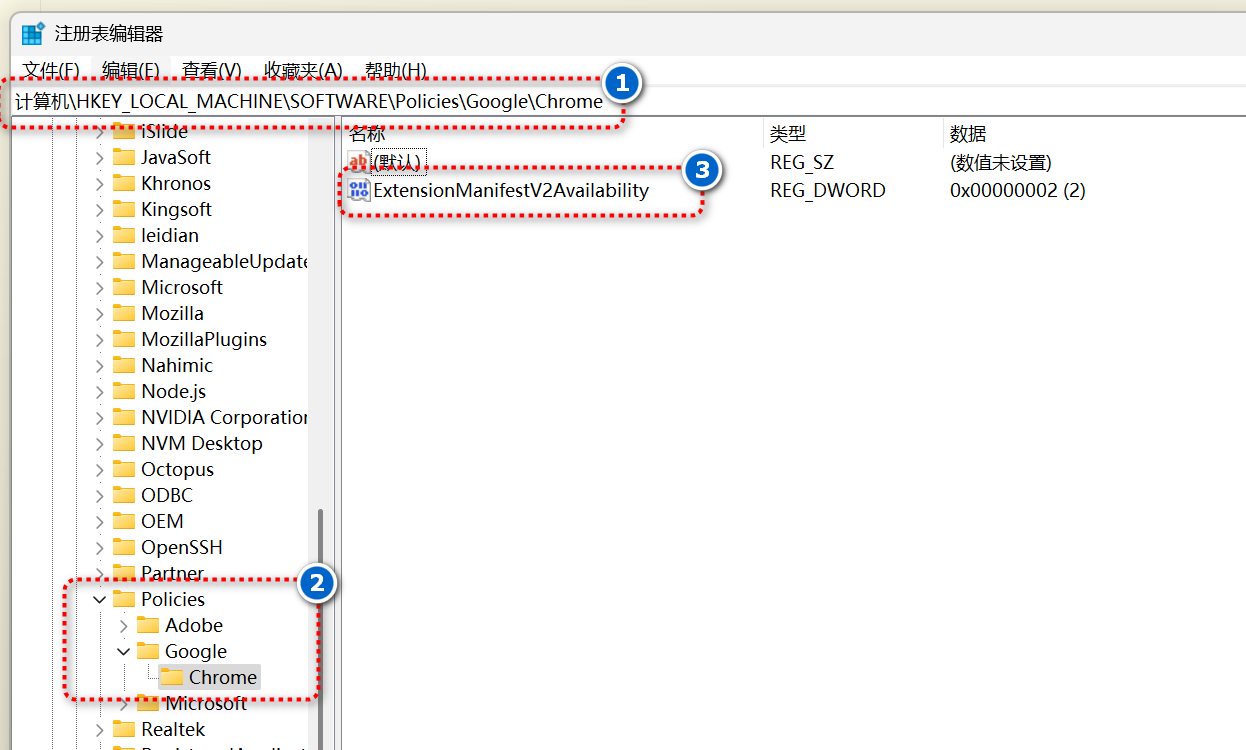 注册表编辑器
文件(F) 编辑(E) 查看(V) 收藏夹(A) 帮助(H)
1
计算机\HKEY_LOCAL_MACHINE\SOFTWARE\Policies\Google\Chrome
iSlide
JavaSoft
Khronos
Kingsoft
leidian
ManageableUpdate
Microsoft
Mozilla
MozillaPlugins
Nahimic
Node.js
NVIDIA Corporation
NVM Desktop
Octopus
ODBC
OEM
OpenSSH
Partner
2
Policies
Adobe
Google
Chrome
Microsoft
Realtek
名称 类型 数据
ab (默认) REG_SZ (数值未设置)
3
ExtensionManifestV2Availability REG_DWORD 0x00000002 (2)